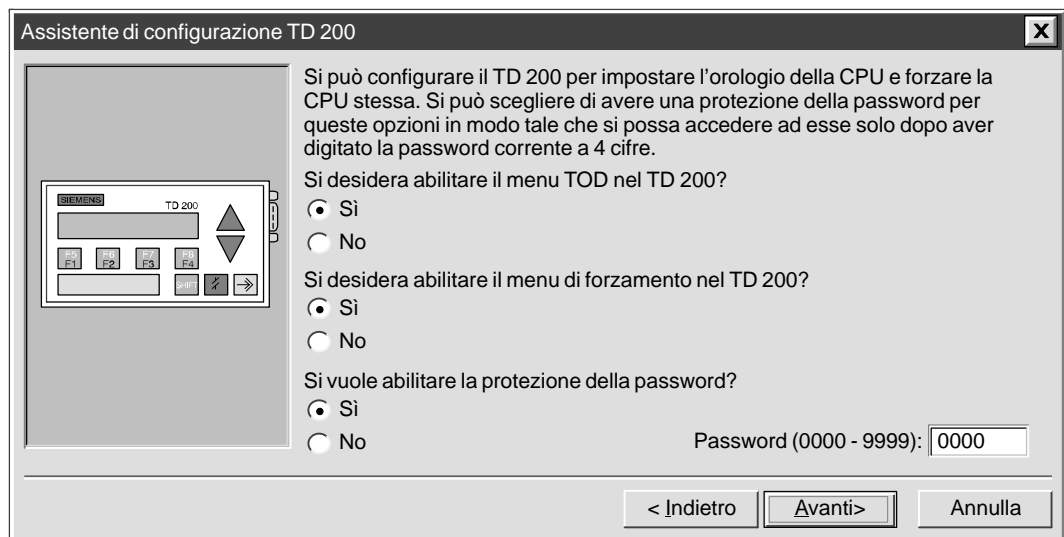 Assistente di configurazione TD 200
X
Si può configurare il TD 200 per impostare l'orologio della CPU e forzare la
CPU stessa. Si può scegliere di avere una protezione della password per
queste opzioni in modo tale che si possa accedere ad esse solo dopo aver
digitato la password corrente a 4 cifre.
Si desidera abilitare il menu TOD nel TD 200?
Sì
No
SIEMENS
TD 200
F5 F6 F7 F8
F1 F2 F3 F4
SHIFT
Si desidera abilitare il menu di forzamento nel TD 200?
Sì
No
Si vuole abilitare la protezione della password?
Sì
No
Password (0000 - 9999): 0000
< Indietro
Avanti>
Annulla